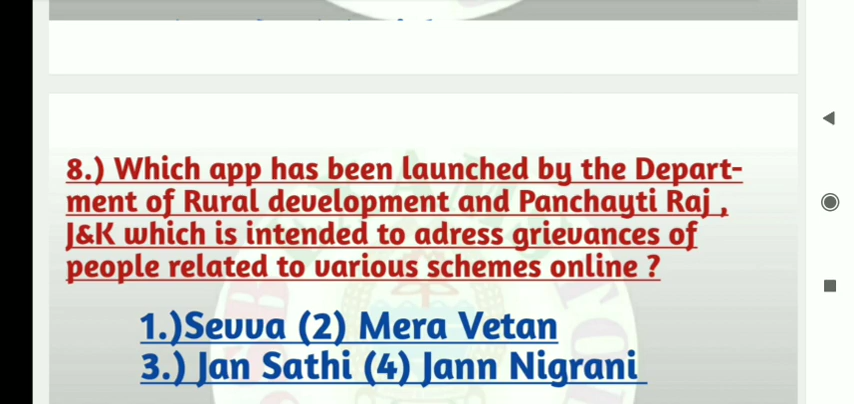 8.) Which app has been launched by the Depart-
ment of Rural development and Panchayti Raj ,
J&K which is intended to adress grievances of
people related to various schemes online ?
1.)Sevva (2) Mera Vetan
3.) Jan Sathi (4) Jann Nigrani